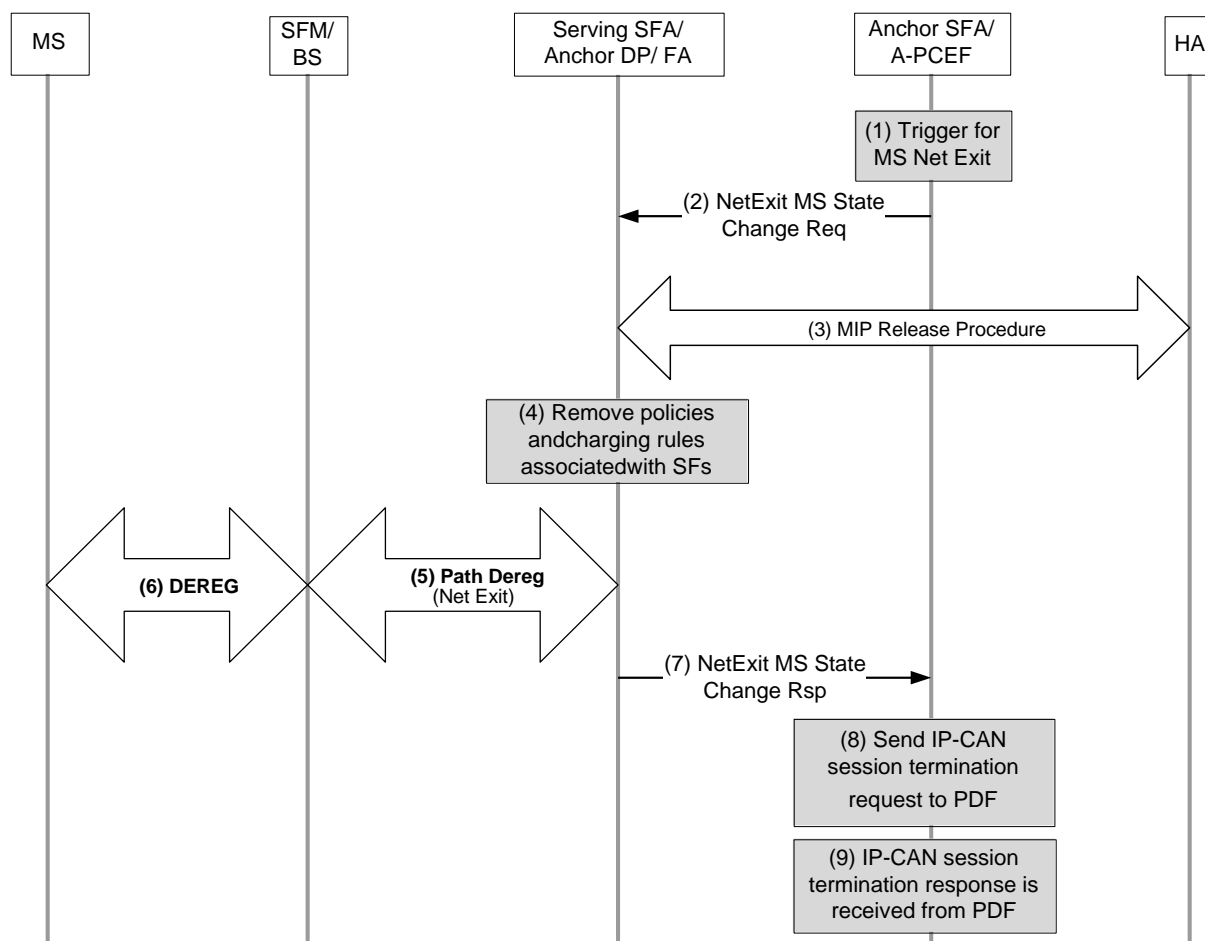 MS
SFM/
BS
Serving SFA/
Anchor DP/ FA
Anchor SFA/
A-PCEF
HA
(1) Trigger for
MS Net Exit
(2) NetExit MS State
Change Req
(3) MIP Release Procedure
(4) Remove policies
andcharging rules
associatedwith SFs
(6) DEREG
(5) Path Dereg
(Net Exit)
(7) NetExit MS State
Change Rsp
(8) Send IP-CAN
session termination
request to PDF
(9) IP-CAN session
termination response is
received from PDF